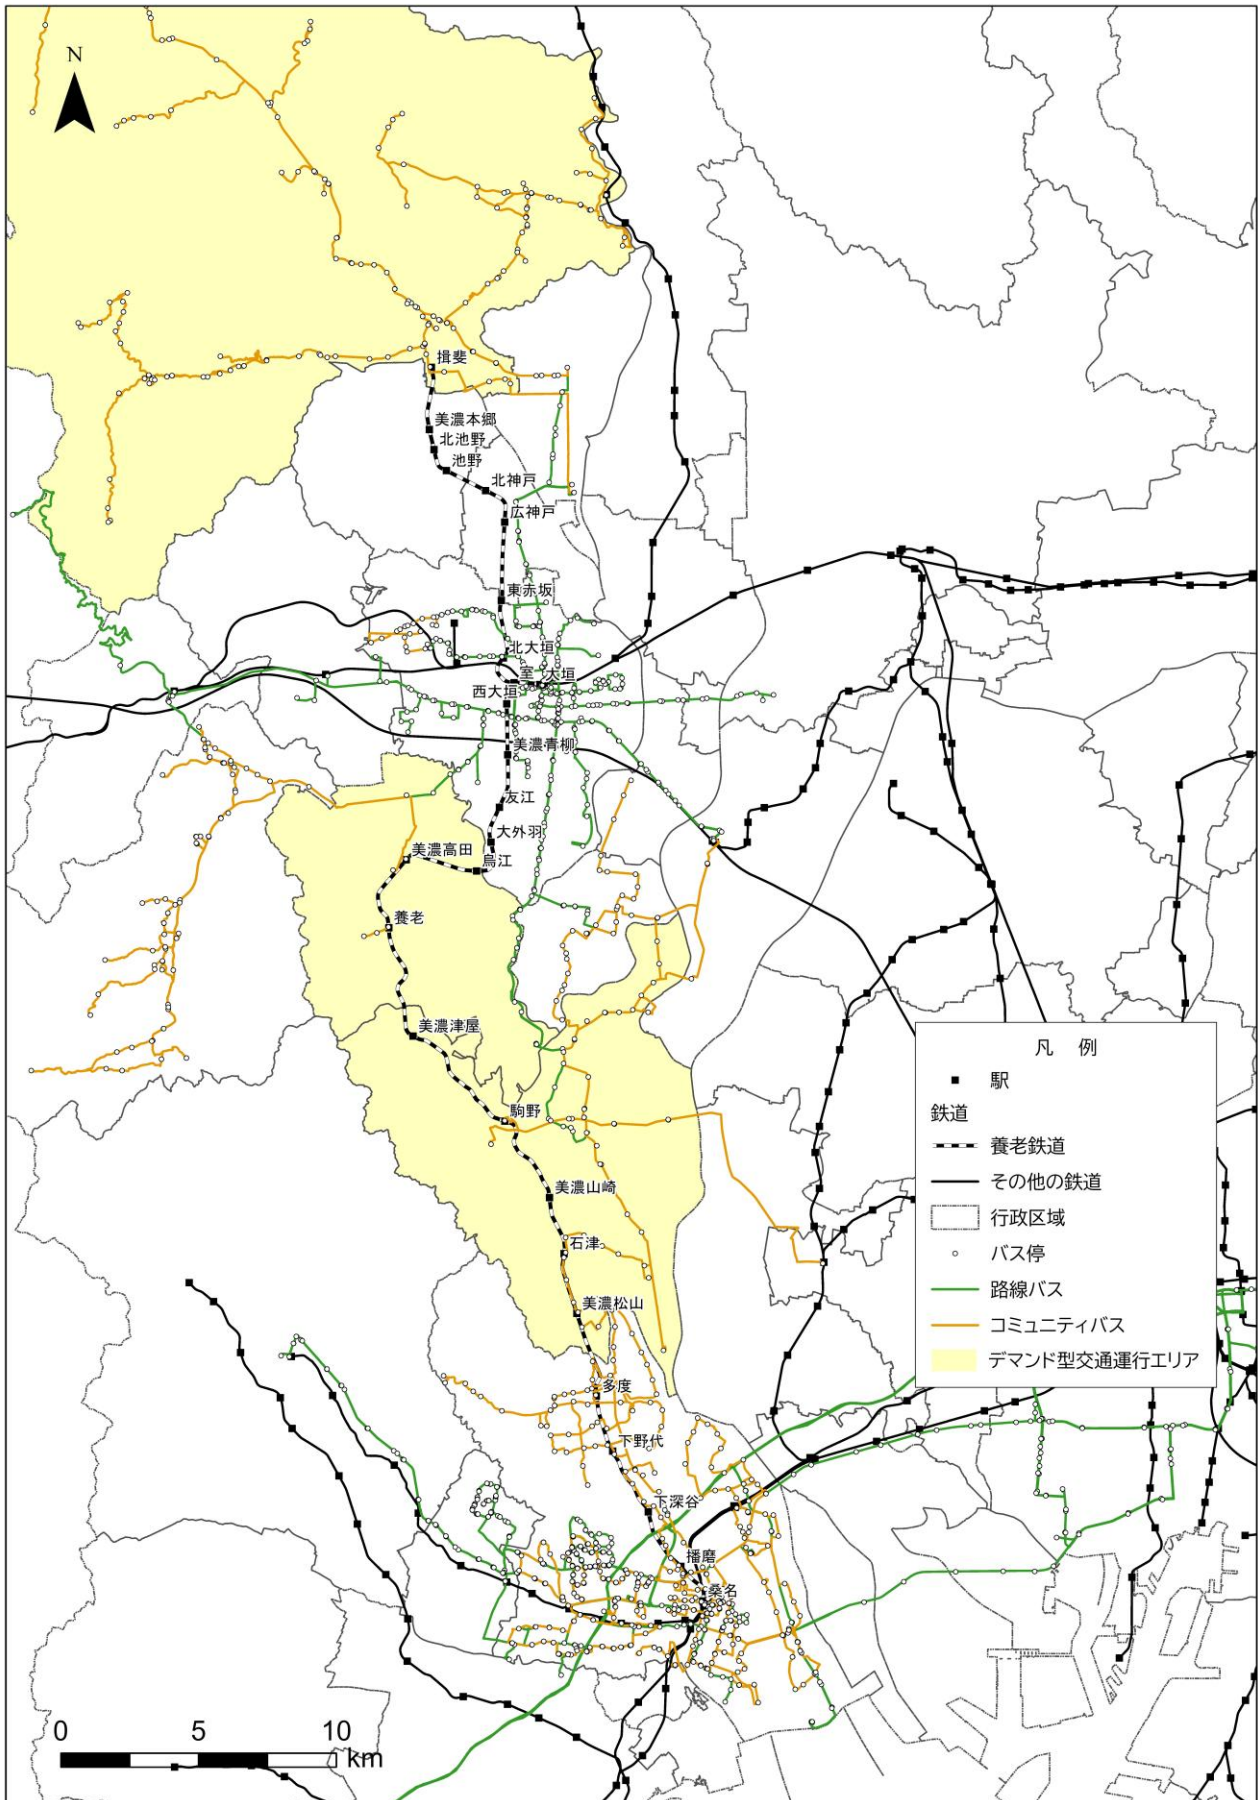 N
揖斐
美濃本郷
北池野
池野
北神戸
広神戸
東赤坂
北大垣
室
大垣
西大垣
美濃青柳
友江
大外羽
美濃高田
烏江
養老
美濃津屋
駒野
美濃山崎
石津
美濃松山
多度
下野代
下深谷
播磨
桑名
凡 例
駅
鉄道
養老鉄道
その他の鉄道
行政区域
バス停
路線バス
コミュニティバス
デマンド型交通運行エリア
0 5 10
km